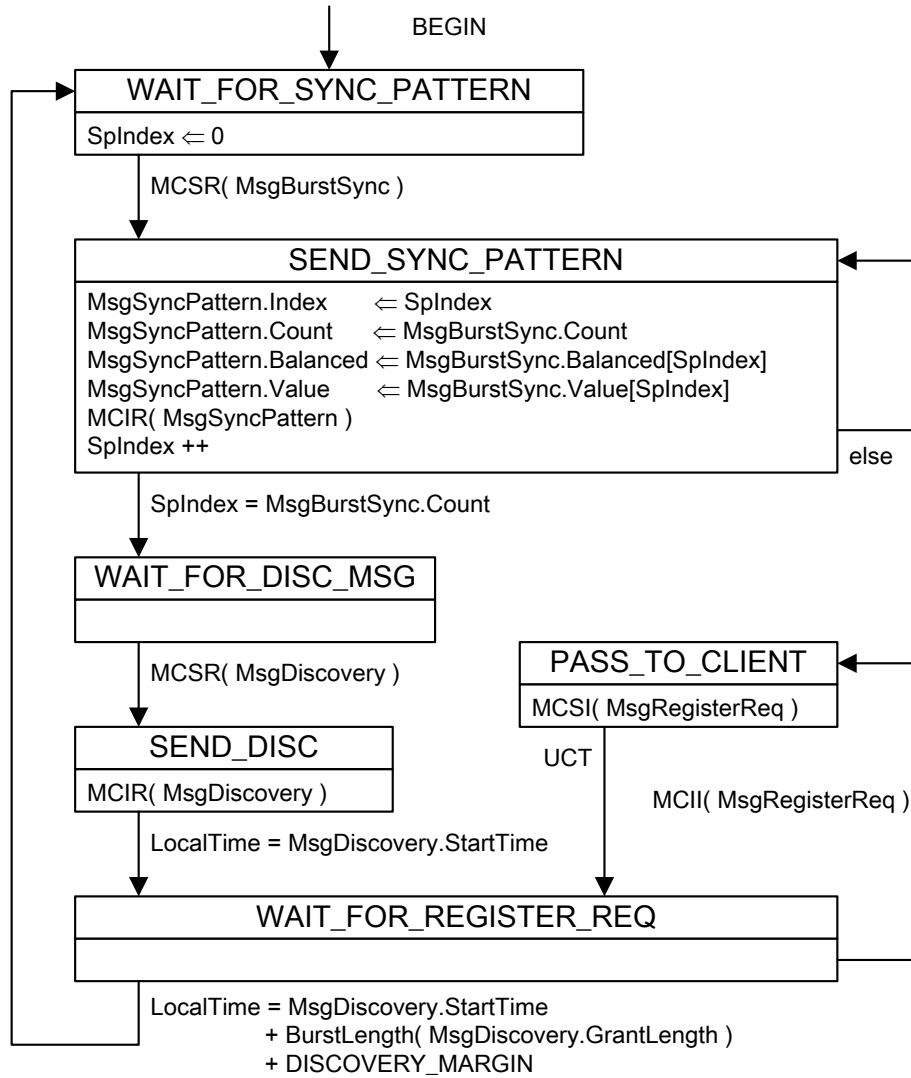 BEGIN
WAIT_FOR_SYNC_PATTERN
SpIndex ⇐ 0
MCSR( MsgBurstSync )
SEND_SYNC_PATTERN
MsgSyncPattern.Index ⇐ SpIndex
MsgSyncPattern.Count ⇐ MsgBurstSync.Count
MsgSyncPattern.Balanced ⇐ MsgBurstSync.Balanced[SpIndex]
MsgSyncPattern.Value ⇐ MsgBurstSync.Value[SpIndex]
MCIR( MsgSyncPattern )
SpIndex ++
else
SpIndex = MsgBurstSync.Count
WAIT_FOR_DISC_MSG
MCSR( MsgDiscovery )
PASS_TO_CLIENT
MCSI( MsgRegisterReq )
SEND_DISC
MCIR( MsgDiscovery )
UCT
MCII( MsgRegisterReq )
LocalTime = MsgDiscovery.StartTime
WAIT_FOR_REGISTER_REQ
LocalTime = MsgDiscovery.StartTime
+ BurstLength( MsgDiscovery.GrantLength )
+ DISCOVERY_MARGIN